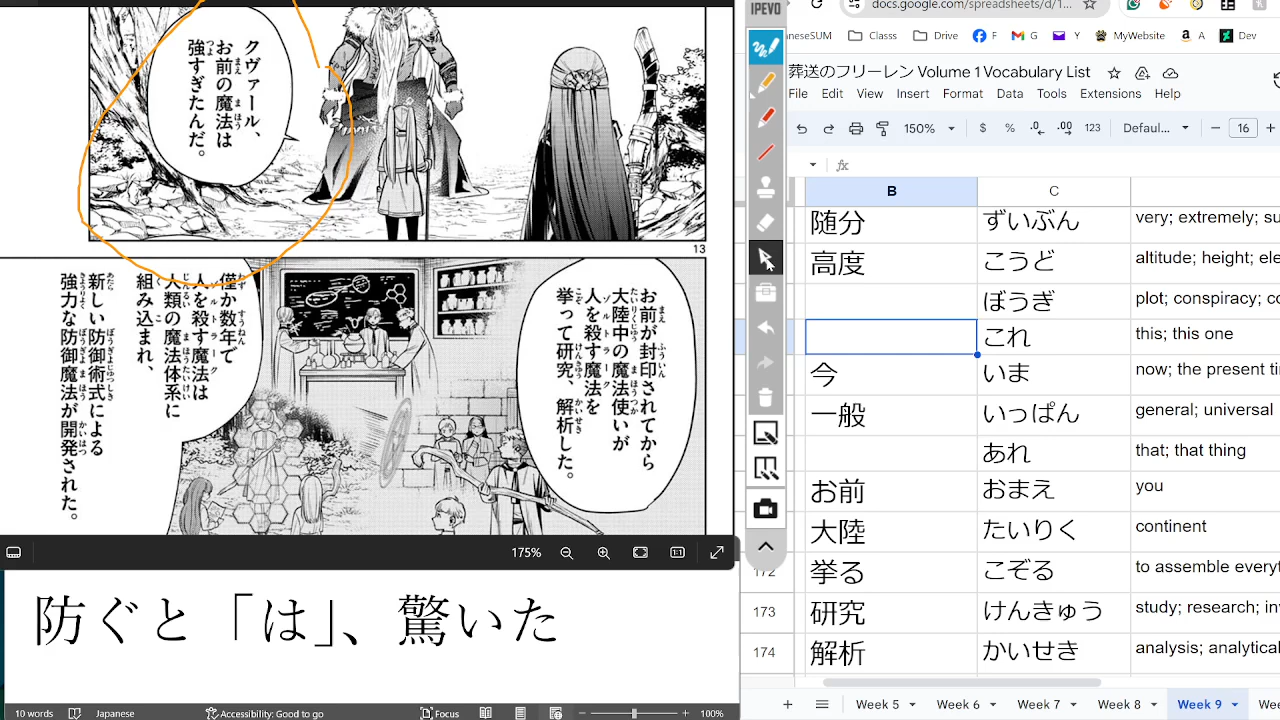 クヴァール、
お前の魔法は
強すぎたんだ。
13
お前が封印されてから
大陸中の魔法使いが
人を殺す魔法を
挙って研究、解析した。
僅か数年で
人を殺す魔法は
人類の魔法体系に
組み込まれ、
新しい防御術式による
強力な防御魔法が開発された。
175%
防ぐと「は」、驚いた
10 words
Japanese
Accessibility: Good to go
Focus
100%
IPEVO
docs.google.com/spreadsheets/d/1...
aneseSUM
Classs
Drive
F
G
Y
MyWebsite
A
Dev
葬送のフリーレン Volume 1 Vocabulary List
File Edit View Insert Format Data Tools Extensions Help
150% $ % .0 .00 123 Defaul... 16
fx
B C
随分 ずいぶん very, extremely; su
高度 こうど altitude; height; ele
ぼうぎ plot; conspiracy; co
これ this; this one
今 いま now; the present tir
一般 いっぱん general; universal
あれ that; that thing
お前 おまえ you
大陸 たいりく continent
172 挙る こぞる to assemble everyt
173 研究 けんきゅう study; research; inv
174 解析 かいせき analysis; analytical
Week 5 Week 6 Week 7 Week 8 Week 9 We